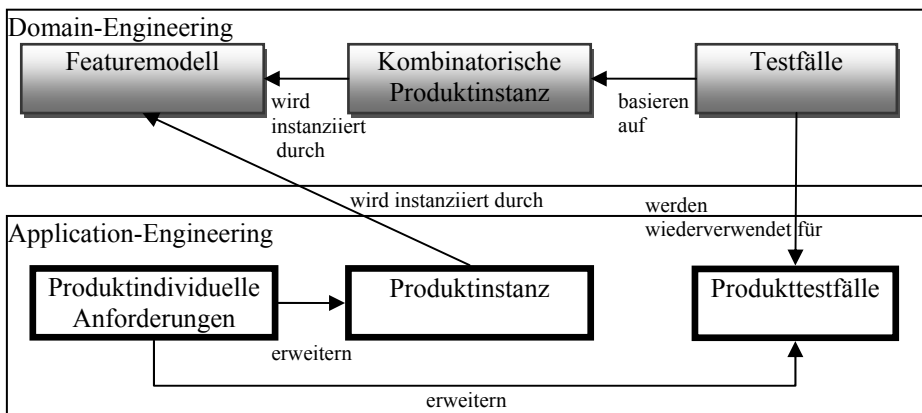 Domain-Engineering
Featuremodell
Kombinatorische
Produktinstanz
Testfälle
wird
instanziiert
durch
basieren
auf
wird instanziiert durch
werden
wiederverwendet für
Application-Engineering
Produktindividuelle
Anforderungen
Produktinstanz
Produkttestfälle
erweitern
erweitern